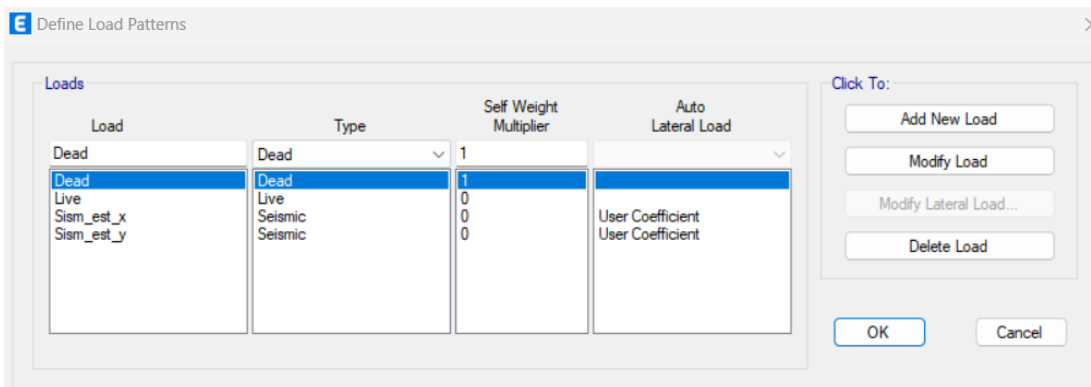 E Define Load Patterns
Loads
Load Type Self Weight Multiplier Auto Lateral Load
Dead Dead 1
Dead Dead 1
Live Live 0
Sism_est_x Seismic 0 User Coefficient
Sism_est_y Seismic 0 User Coefficient
Click To:
Add New Load
Modify Load
Modify Lateral Load...
Delete Load
OK Cancel